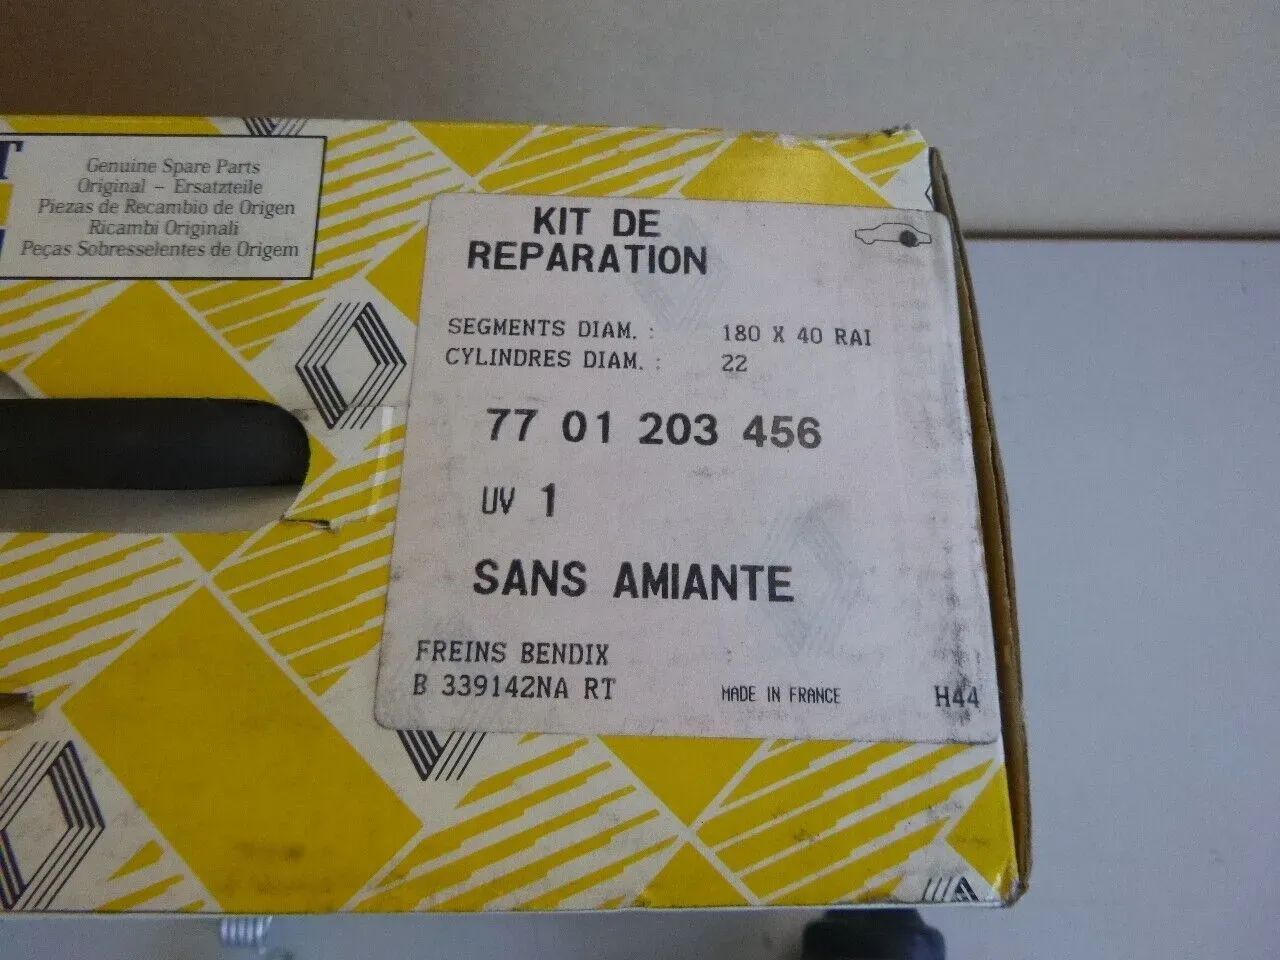 Genuine Spare Parts
Original – Ersatzteile
Piezas de Recambio de Origen
Ricambi Originali
Peças Sobresselentes de Origem
KIT DE
REPARATION
SEGMENTS DIAM. : 180 X 40 RAI
CYLINDRES DIAM. : 22
77 01 203 456
UV 1
SANS AMIANTE
FREINS BENDIX
B 339142NA RT
MADE IN FRANCE
H44